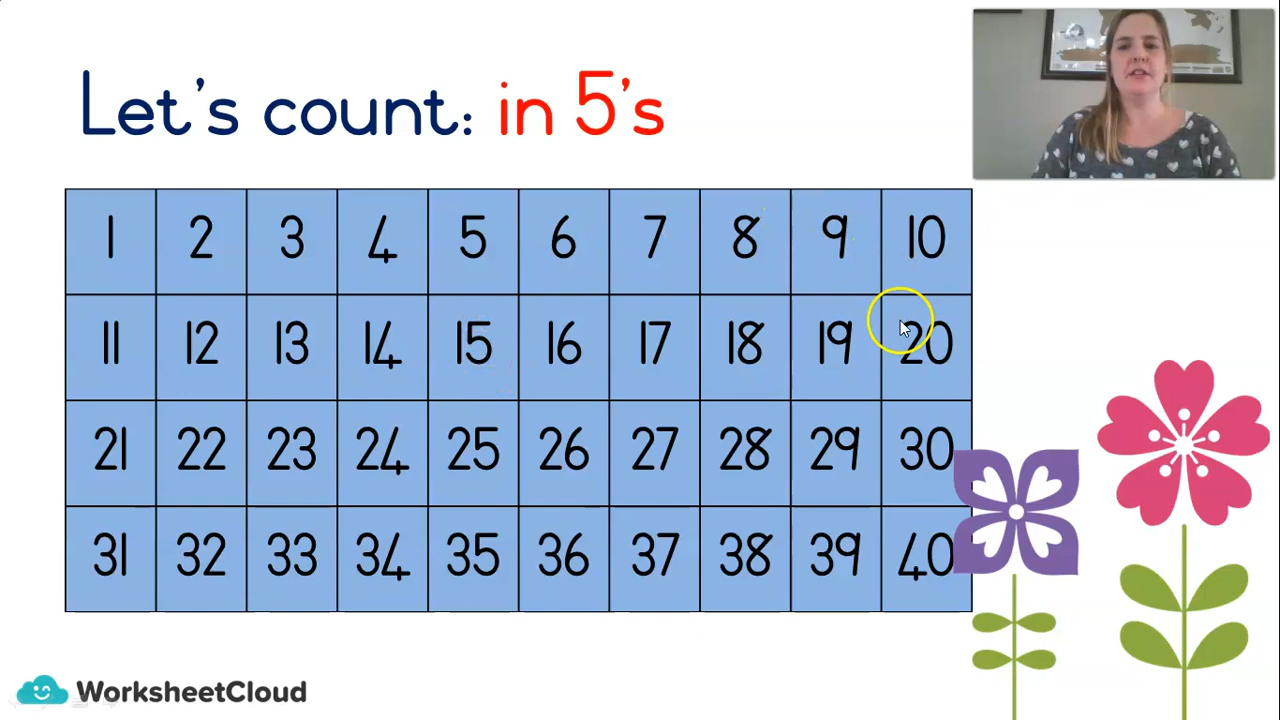 Let's count: in 5's
1 2 3 4 5 6 7 8 9 10
11 12 13 14 15 16 17 18 19 20
21 22 23 24 25 26 27 28 29 30
31 32 33 34 35 36 37 38 39 40
WorksheetCloud